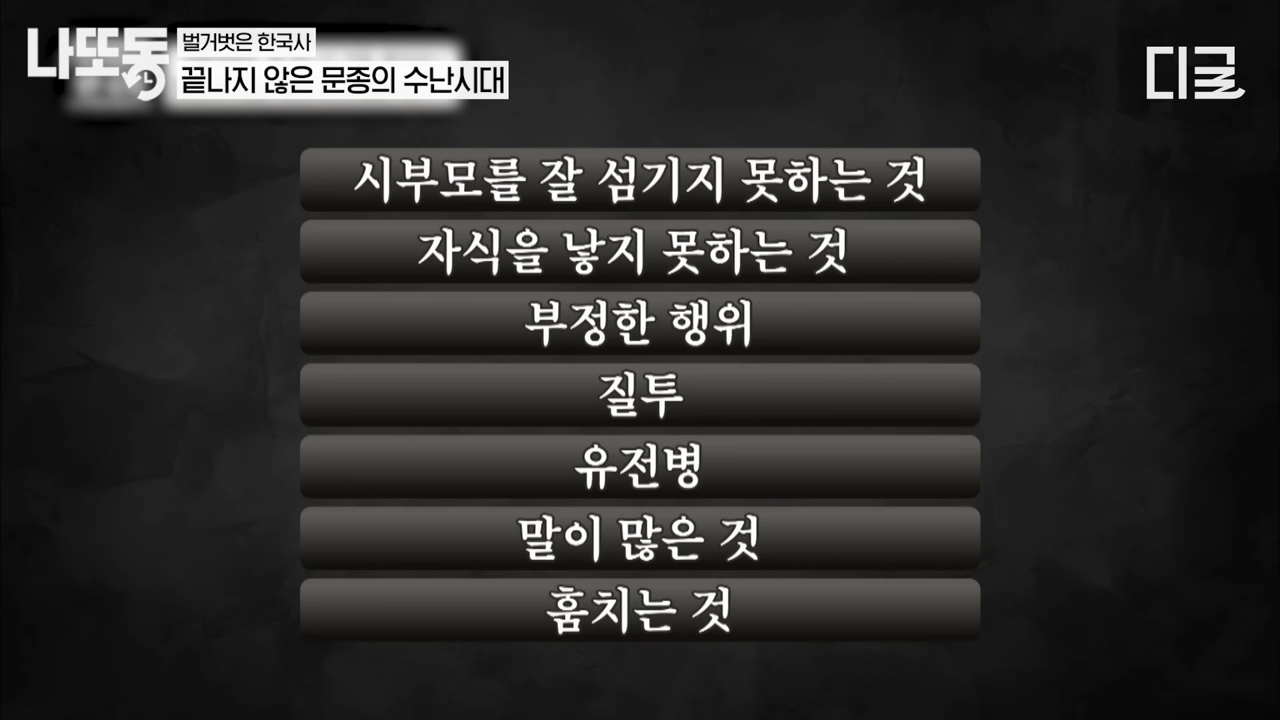 나또동
벌거벗은 한국사
끝나지 않은 문종의 수난시대
디글
시부모를 잘 섬기지 못하는 것
자식을 낳지 못하는 것
부정한 행위
질투
유전병
말이 많은 것
훔치는 것